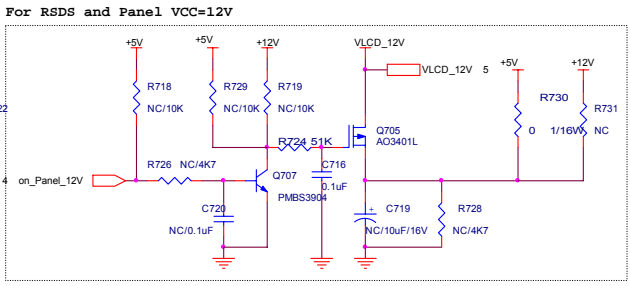 For RSDS and Panel VCC=12V
+5V
+5V
+12V
VLCD_12V
VLCD_12V 5
+5V
+12V
R718
NC/10K
R729
NC/10K
R719
NC/10K
R730
0 1/16W
R731
NC
22
R724 51K
Q705
AO3401L
4 on_Panel_12V
R726 NC/4K7
Q707
PMBS3904
C716
0.1uF
C720
NC/0.1uF
+
C719
NC/10uF/16V
R728
NC/4K7